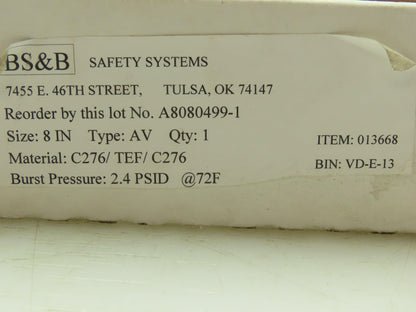 BS&B SAFETY SYSTEMS
7455 E. 46TH STREET, TULSA, OK 74147
Reorder by this lot No. A8080499-1
Size: 8 IN Type: AV Qty: 1
ITEM: 013668
Material: C276/ TEF/ C276
BIN: VD-E-13
Burst Pressure: 2.4 PSID @72F